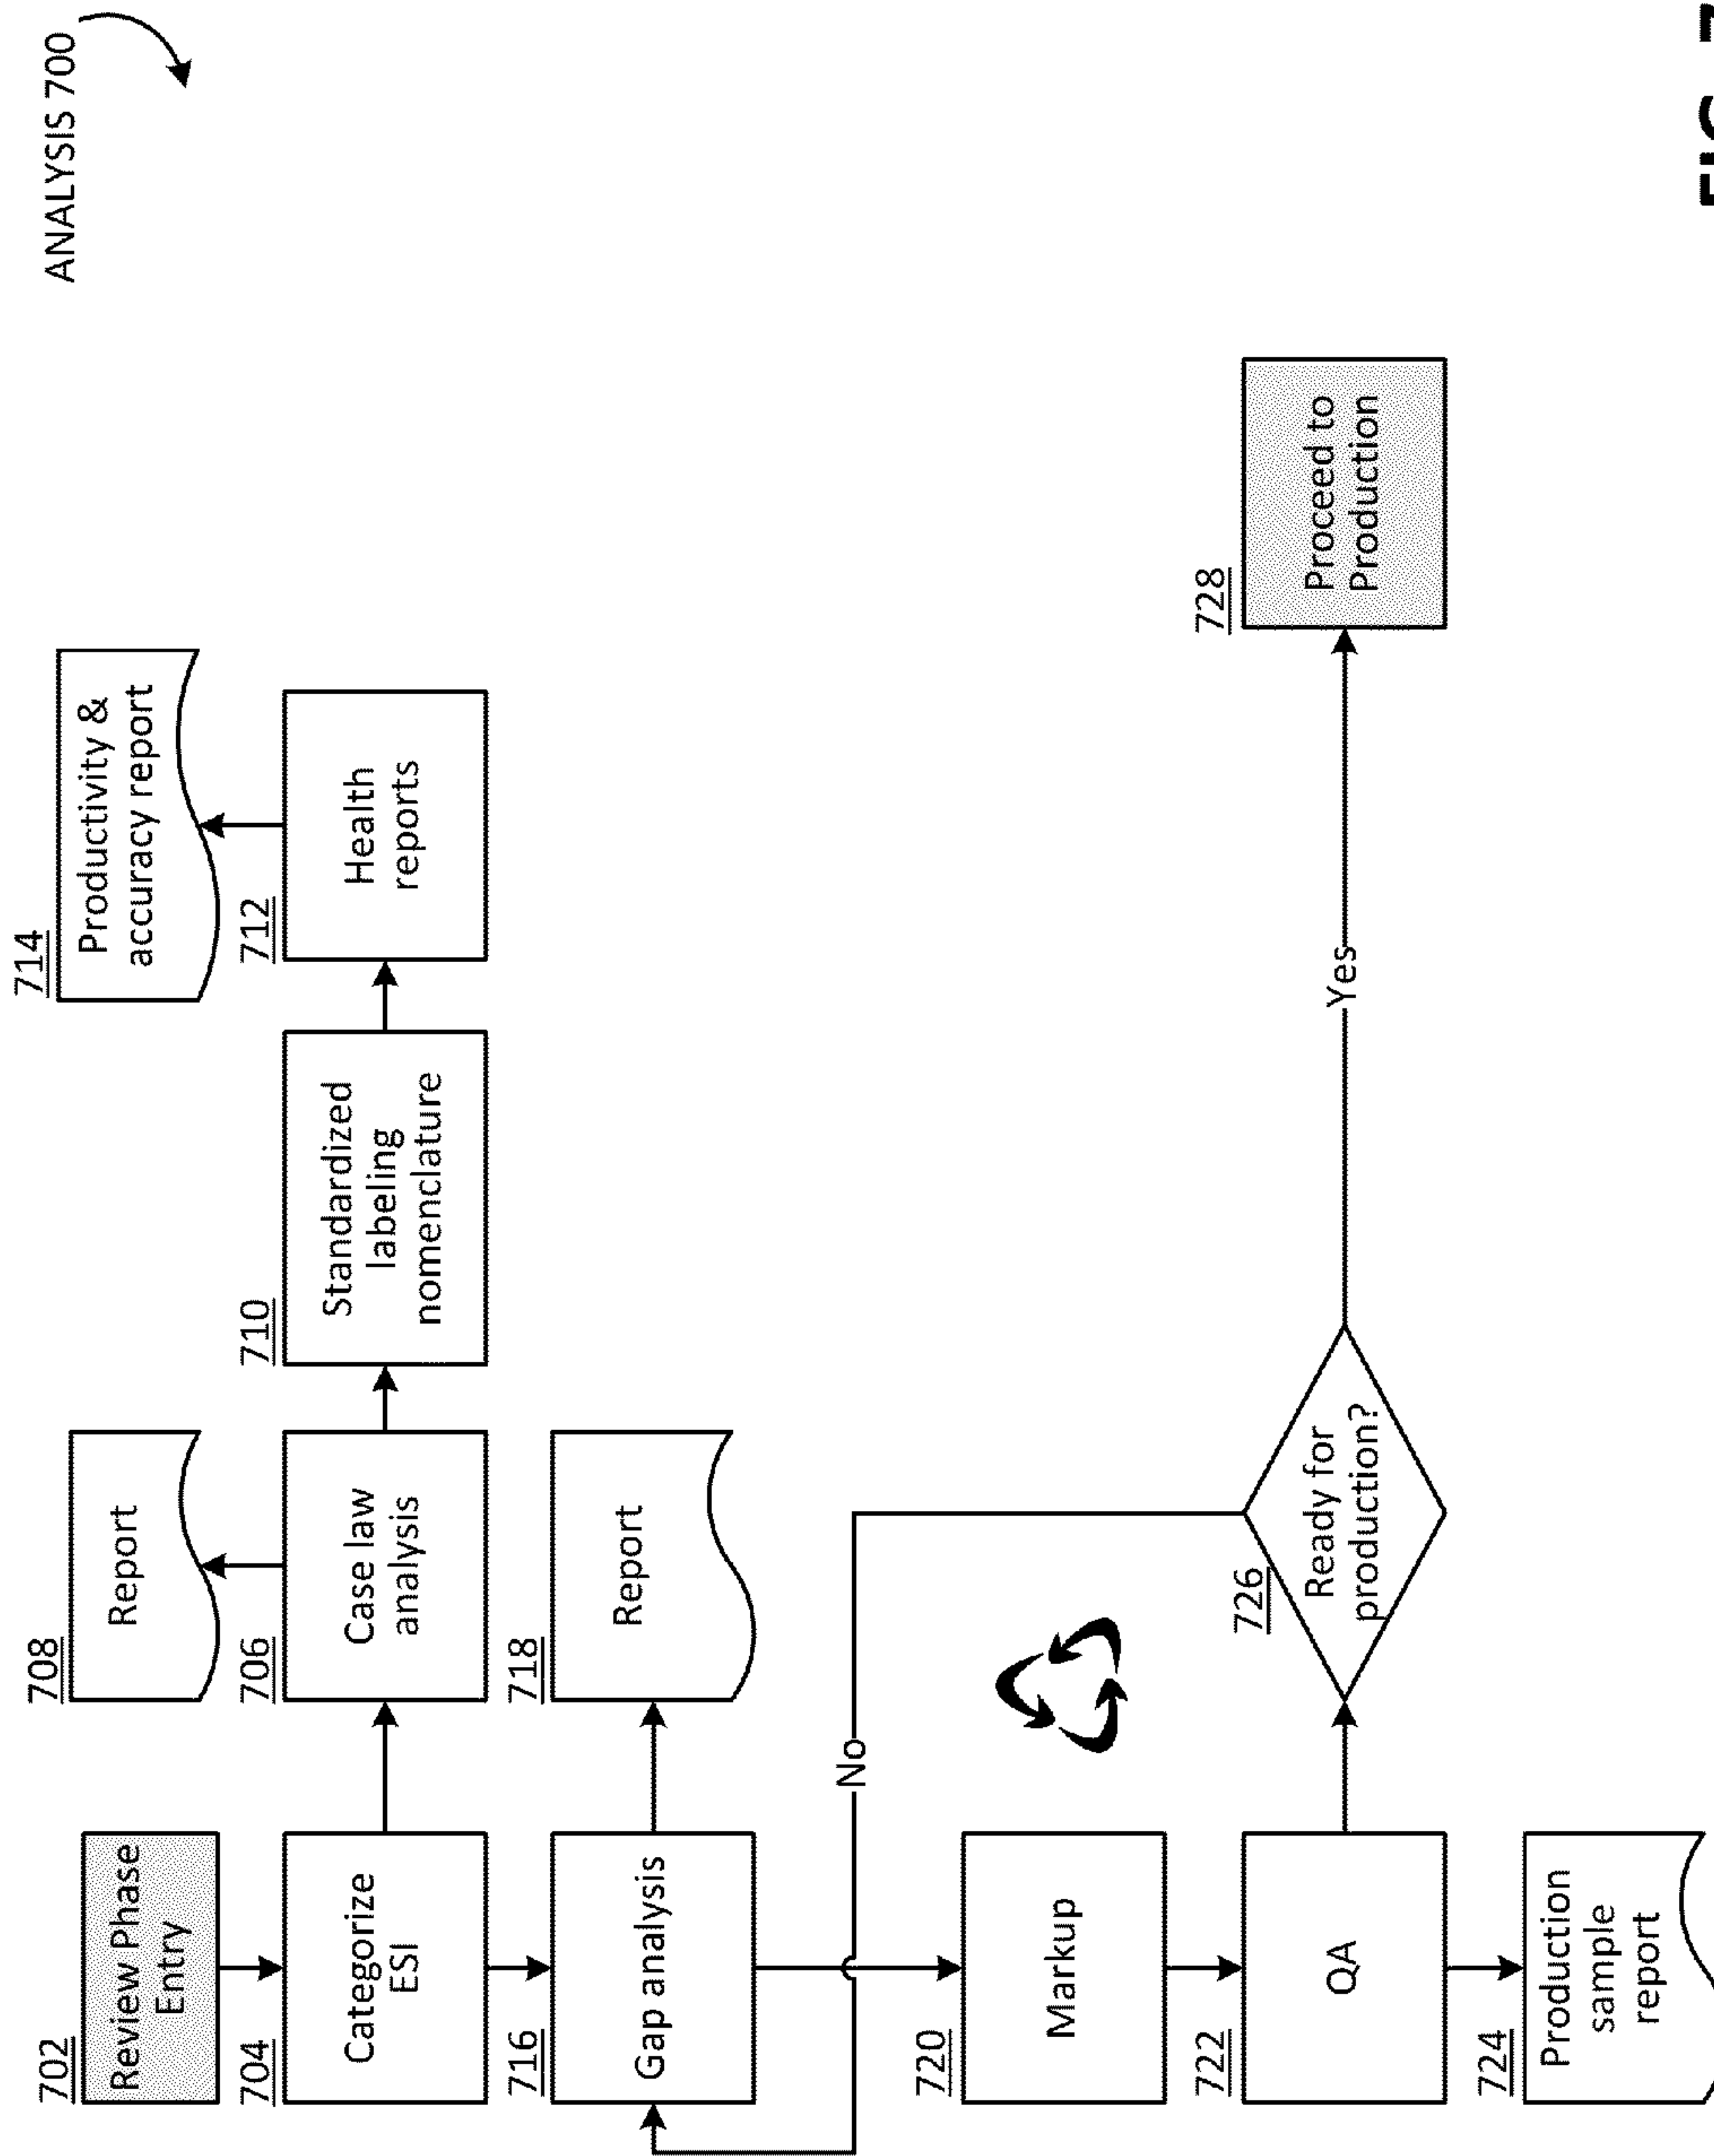 ANALYSIS 700
702
Review Phase
Entry
704
Categorize
ESI
706
Case law
analysis
708
Report
710
Standardized
labeling
nomenclature
712
Health
reports
714
Productivity &
accuracy report
716
Gap analysis
718
Report
No
720
Markup
722
QA
724
Production
sample
report
726
Ready for
production?
Yes
728
Proceed to
Production